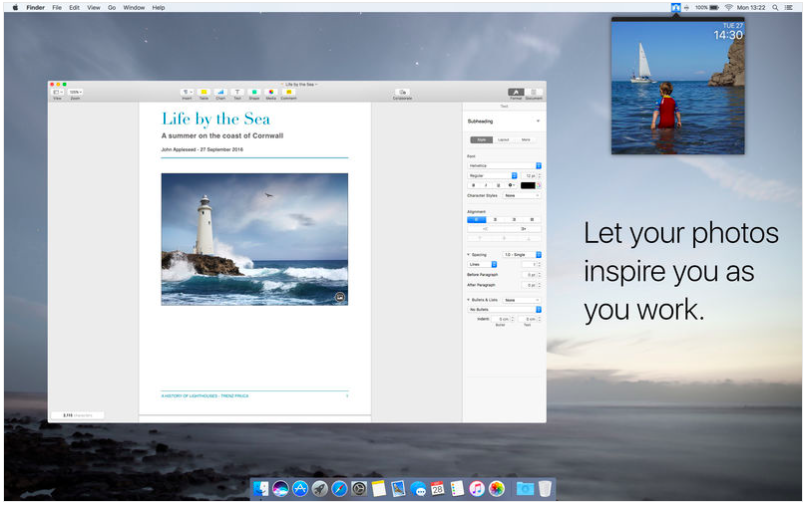 Finder File Edit View Go Window Help
100% Mon 13:22
TUE 27
14:30
Life by the Sea
View Zoom Insert Table Chart Text Shape Media Comment Collaborate Format Document
Text
Life by the Sea
A summer on the coast of Cornwall
John Appleseed - 27 September 2016
Subheading
Style Layout More
Font
Helvetica
Regular 12 pt
B I U
Character Styles None
Alignment
Spacing 1.0 - Single
Lines 1
Before Paragraph 0 pt
After Paragraph 0 pt
Bullets & Lists None
No Bullets
Indent: 0 cm 0 cm
Bullet Text
Let your photos
inspire you as
you work.
A HISTORY OF LIGHTHOUSES - TREVOSE
1
28